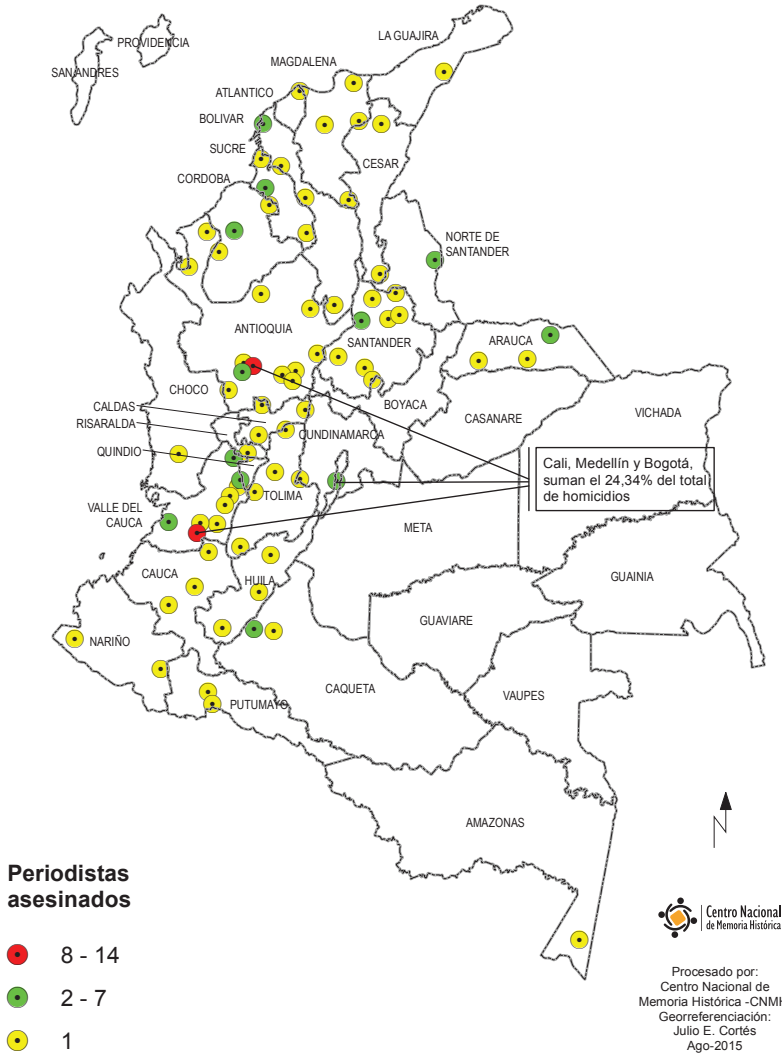 PROVIDENCIA
SAN ANDRES
LA GUAJIRA
MAGDALENA
ATLANTICO
BOLIVAR
SUCRE
CESAR
CORDOBA
NORTE DE
SANTANDER
ANTIOQUIA
SANTANDER
ARAUCA
CHOCO
BOYACA
CALDAS
RISARALDA
CASANARE
VICHADA
CUNDINAMARCA
QUINDIO
Cali, Medellín y Bogotá,
suman el 24,34% del total
de homicidios
TOLIMA
VALLE DEL
CAUCA
META
CAUCA
HUILA
GUAINIA
GUAVIARE
NARIÑO
CAQUETA
VAUPES
PUTUMAYO
AMAZONAS
Periodistas
asesinados
8 - 14
2 - 7
1
N
Centro Nacional
de Memoria Histórica
Procesado por:
Centro Nacional de
Memoria Histórica -CNMH
Georreferenciación:
Julio E. Cortés
Ago-2015